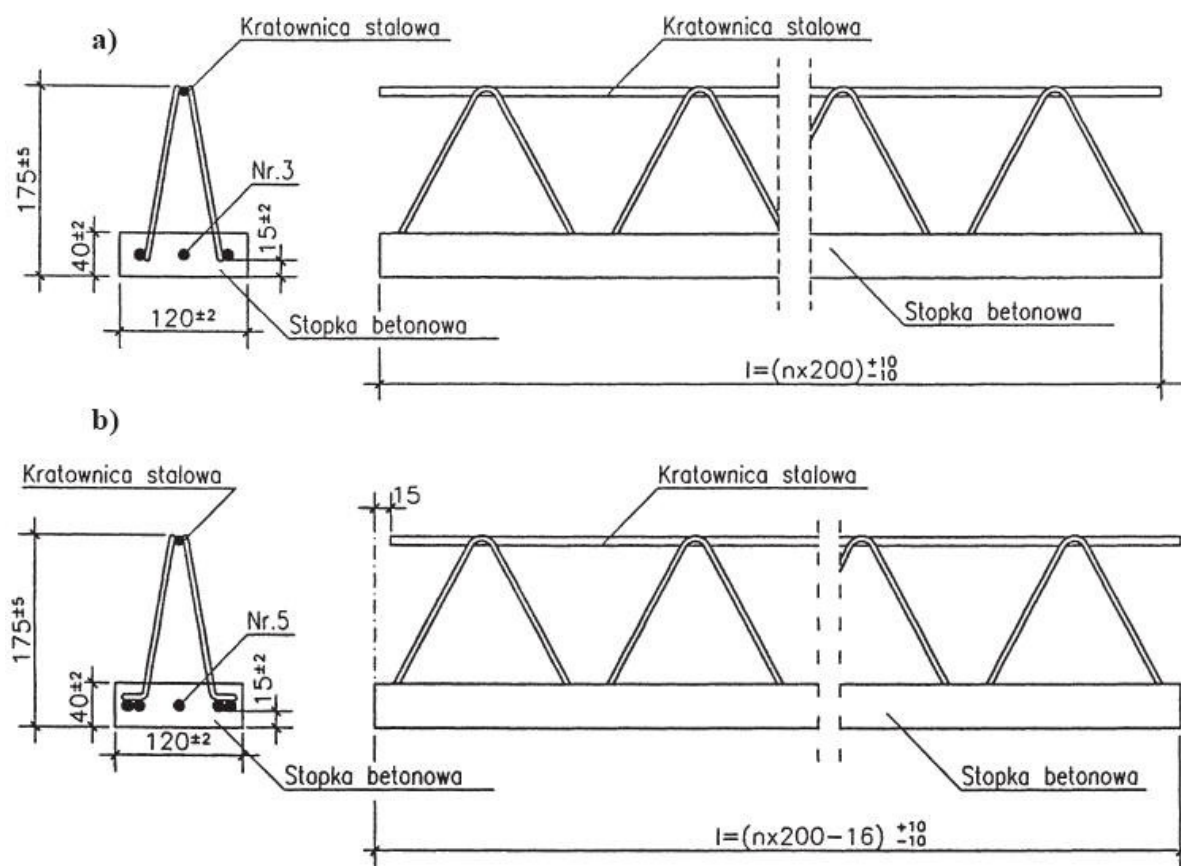 a)
Kratownica stalowa
Kratownica stalowa
175±5
40±2
Nr.3
15±2
120±2
Stopka betonowa
Stopka betonowa
l=(nx200) +10 -10
b)
Kratownica stalowa
Kratownica stalowa
15
175±5
40±2
Nr.5
15±2
120±2
Stopka betonowa
Stopka betonowa
l=(nx200-16) +10 -10